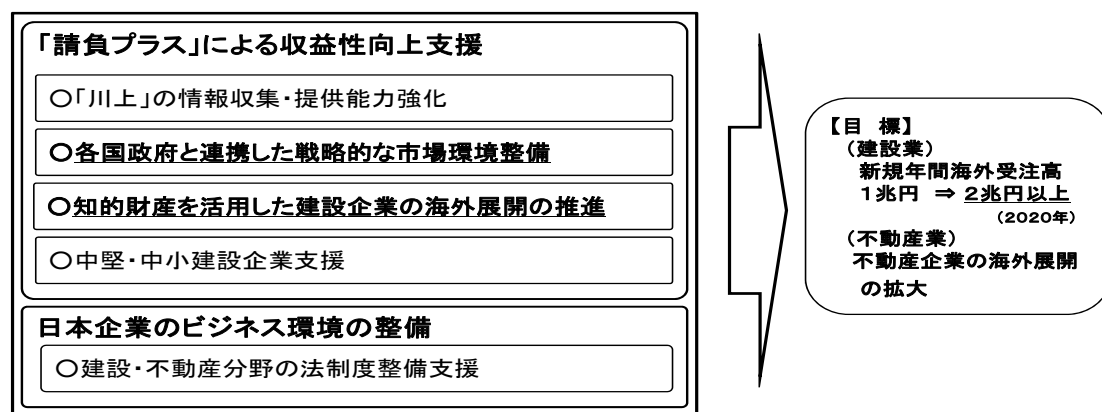 「請負プラス」による収益性向上支援
○「川上」の情報収集・提供能力強化
○各国政府と連携した戦略的な市場環境整備
○知的財産を活用した建設企業の海外展開の推進
○中堅・中小建設企業支援
日本企業のビジネス環境の整備
○建設・不動産分野の法制度整備支援
【目 標】
（建設業）
新規年間海外受注高
１兆円 ⇒ ２兆円以上
（2020年）
（不動産業）
不動産企業の海外展開
の拡大